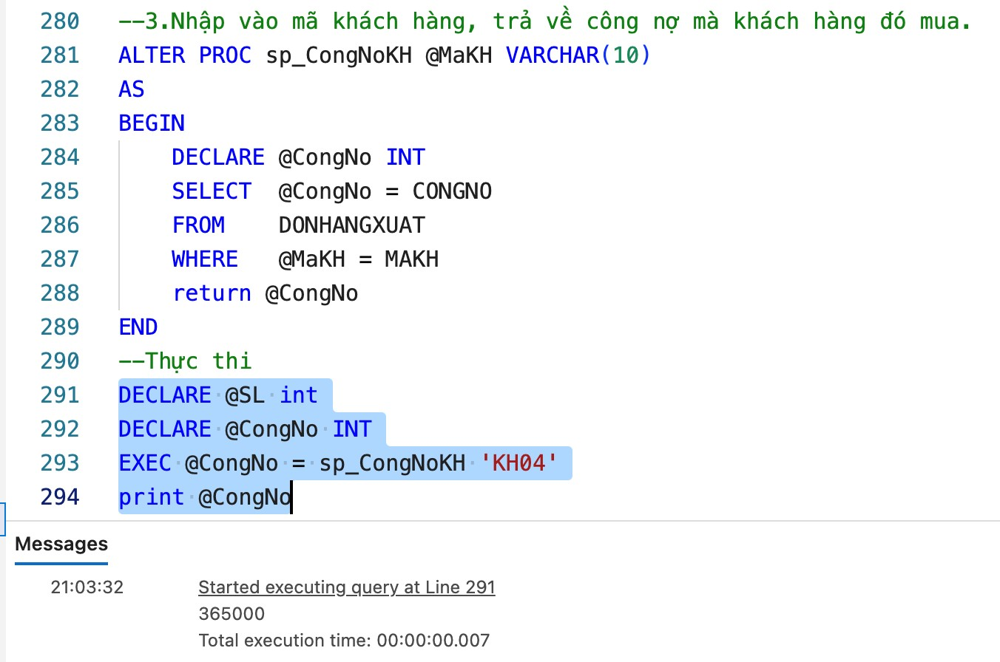 280 --3.Nhập vào mã khách hàng, trả về công nợ mà khách hàng đó mua.
281 ALTER PROC sp_CongNoKH @MaKH VARCHAR(10)
282 AS
283 BEGIN
284 DECLARE @CongNo INT
285 SELECT @CongNo = CONGNO
286 FROM DONHANGXUAT
287 WHERE @MaKH = MAKH
288 return @CongNo
289 END
290 --Thực thi
291 DECLARE @SL int
292 DECLARE @CongNo INT
293 EXEC @CongNo = sp_CongNoKH 'KH04'
294 print @CongNo
Messages
21:03:32 Started executing query at Line 291
365000
Total execution time: 00:00:00.007